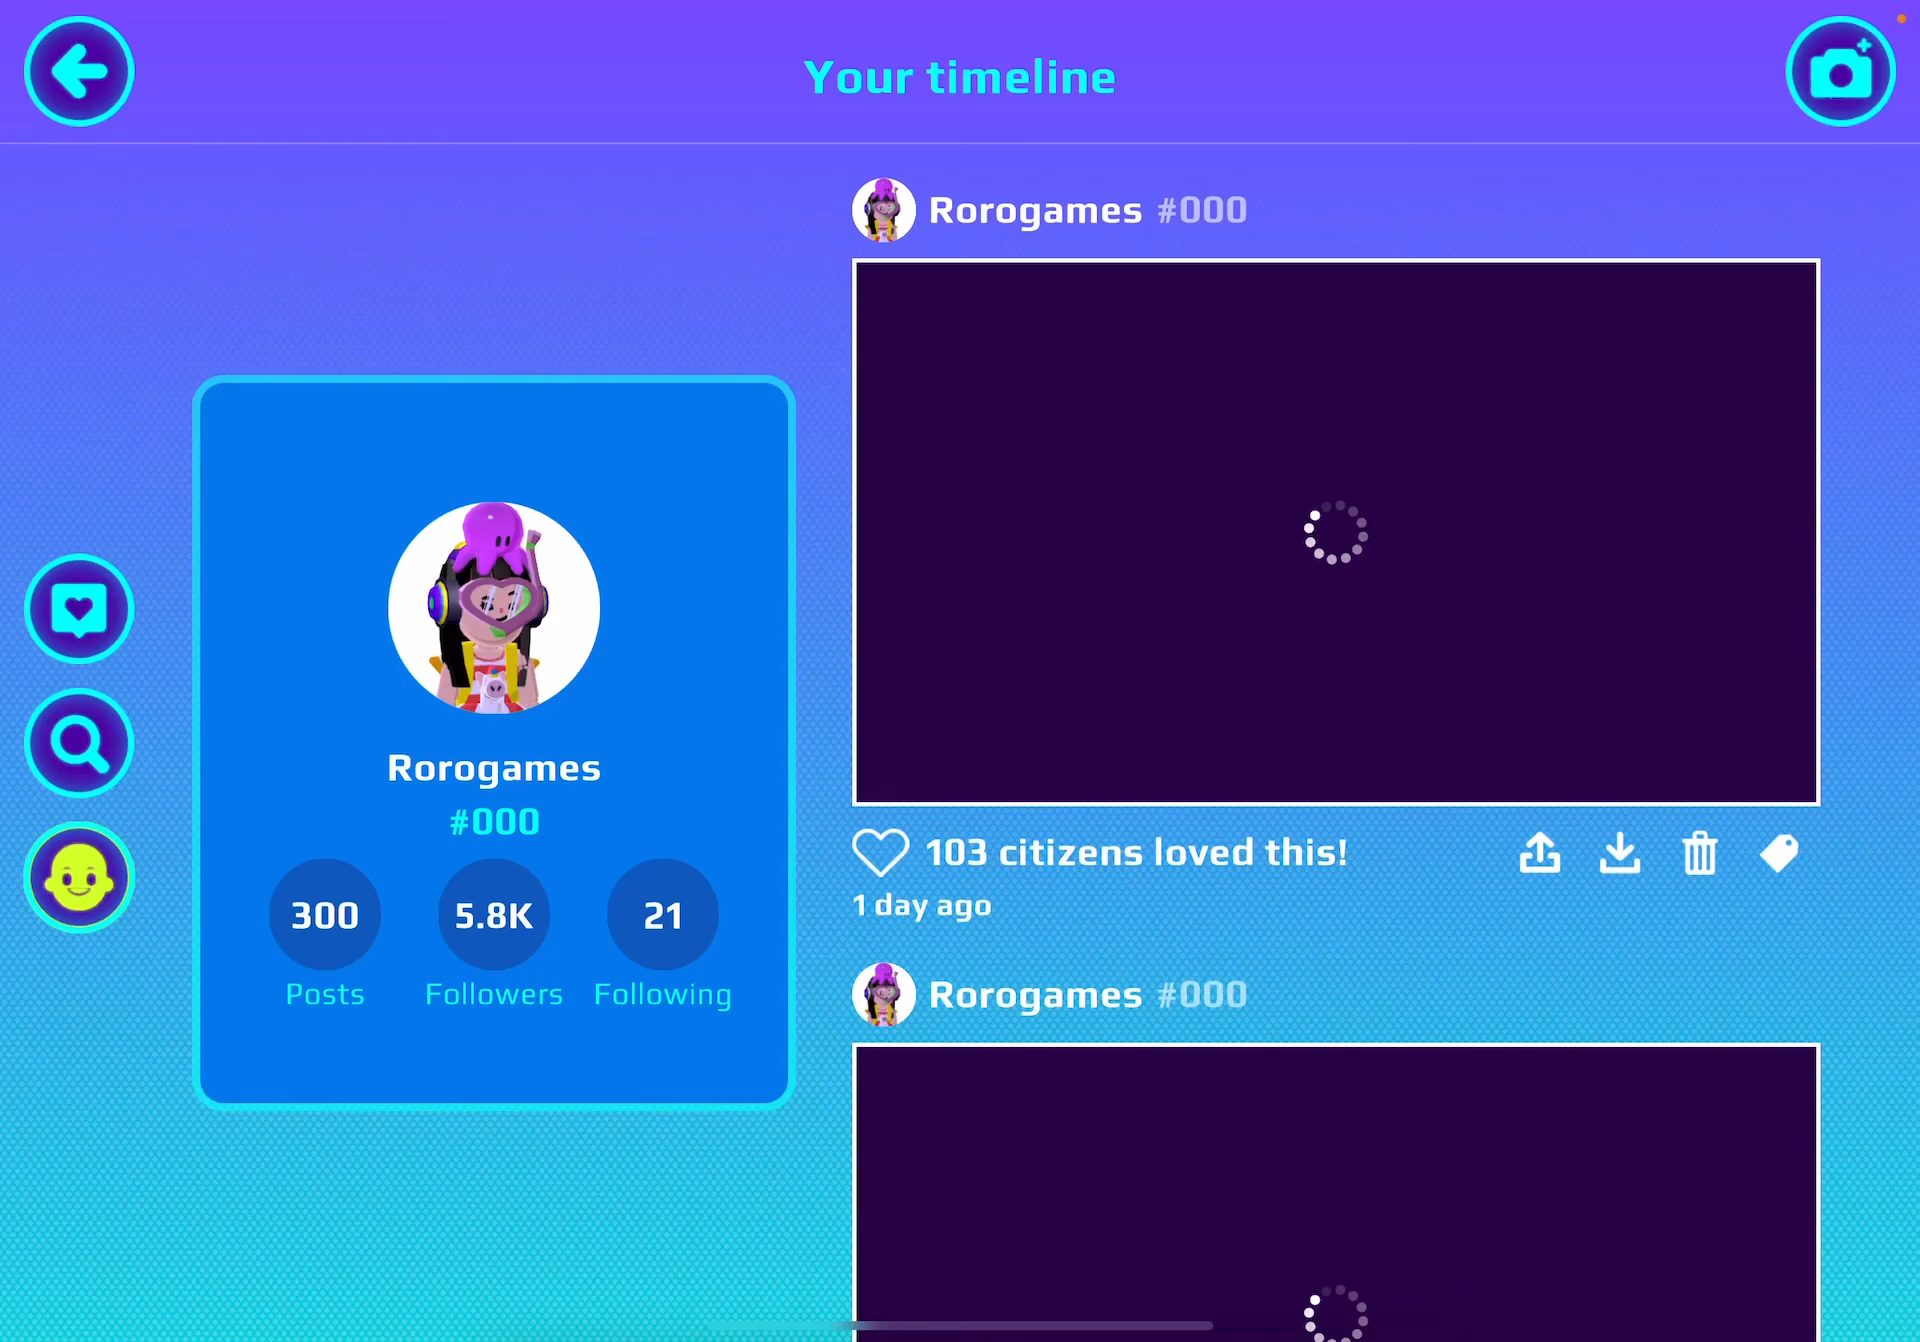 Your timeline
Rorogames #000
Rorogames
#000
300
5.8K
21
Posts
Followers
Following
103 citizens loved this!
1 day ago
Rorogames #000